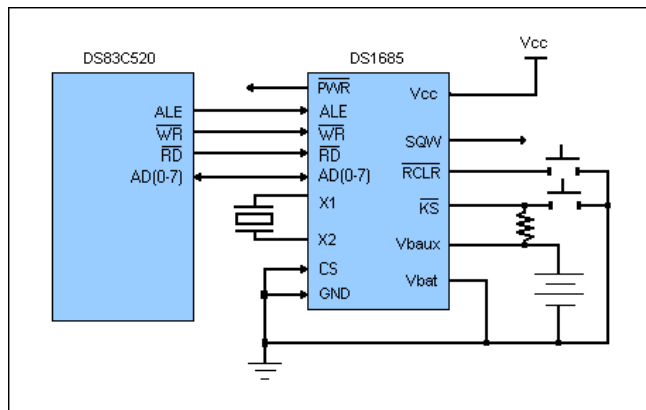 Vcc
DS83C520
DS1685
ALE
WR
RD
AD(0-7)
PWR
ALE
WR
RD
AD(0-7)
X1
X2
CS
GND
Vcc
SQW
RCLR
KS
Vbaux
Vbat